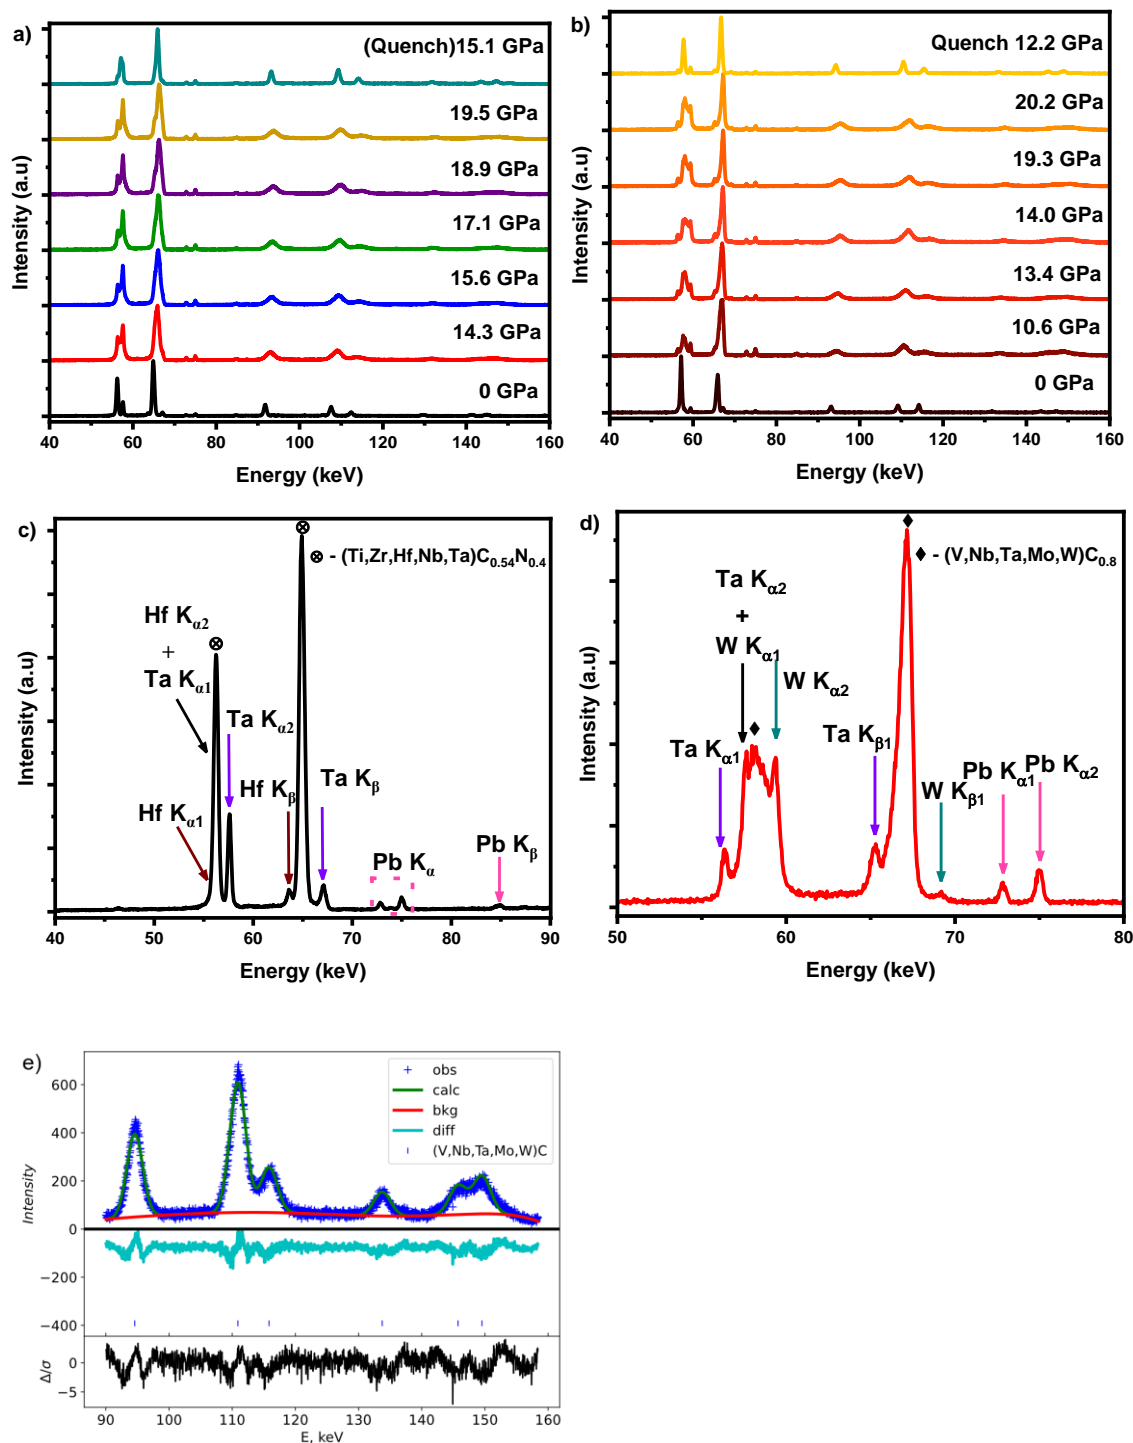 a)
(Quench)15.1 GPa
19.5 GPa
18.9 GPa
17.1 GPa
15.6 GPa
14.3 GPa
0 GPa
Intensity (a.u)
40 60 80 100 120 140 160
Energy (keV)
b)
Quench 12.2 GPa
20.2 GPa
19.3 GPa
14.0 GPa
13.4 GPa
10.6 GPa
0 GPa
Intensity (a.u)
40 60 80 100 120 140 160
Energy (keV)
c)
⊗
⊗ - (Ti,Zr,Hf,Nb,Ta)C0.54N0.4
Hf Kα2
+
Ta Kα1
⊗
Ta Kα2
Hf Kα1
Hf Kβ
Ta Kβ
Pb Kα
Pb Kβ
Intensity (a.u)
40 50 60 70 80 90
Energy (keV)
d)
♦
♦ - (V,Nb,Ta,Mo,W)C0.8
Ta Kα2
+
W Kα1
W Kα2
♦
Ta Kα1
Ta Kβ1
W Kβ1
Pb Kα1
Pb Kα2
Intensity (a.u)
50 60 70 80
Energy (keV)
e)
obs
calc
bkg
diff
(V,Nb,Ta,Mo,W)C
600
400
200
0
−200
−400
Intensity
0
−5
Δ/σ
90 100 110 120 130 140 150 160
E, keV